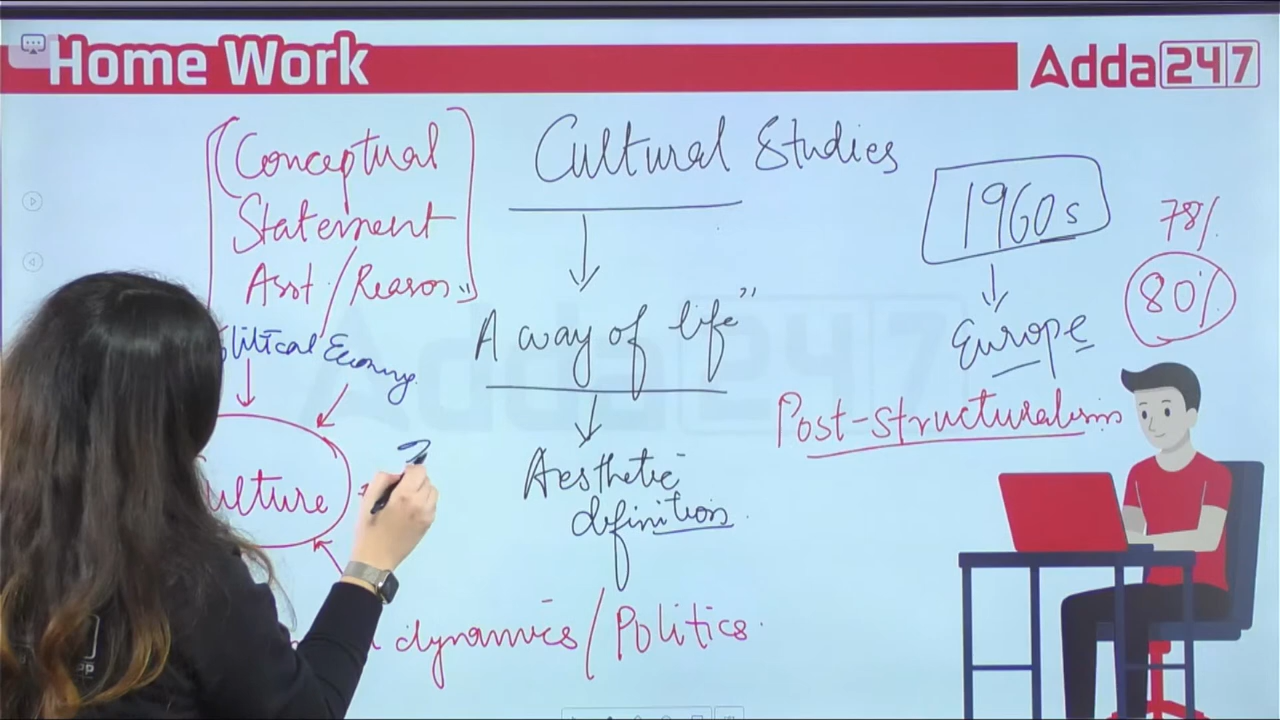 Home Work
Adda247
(Conceptual
Statement
Asst./Reason"
Cultural Studies
A way of life"
Aesthetic
definition
1960s
Europe
78%
80%
Post-structuralism
Economy
dynamics/Politics